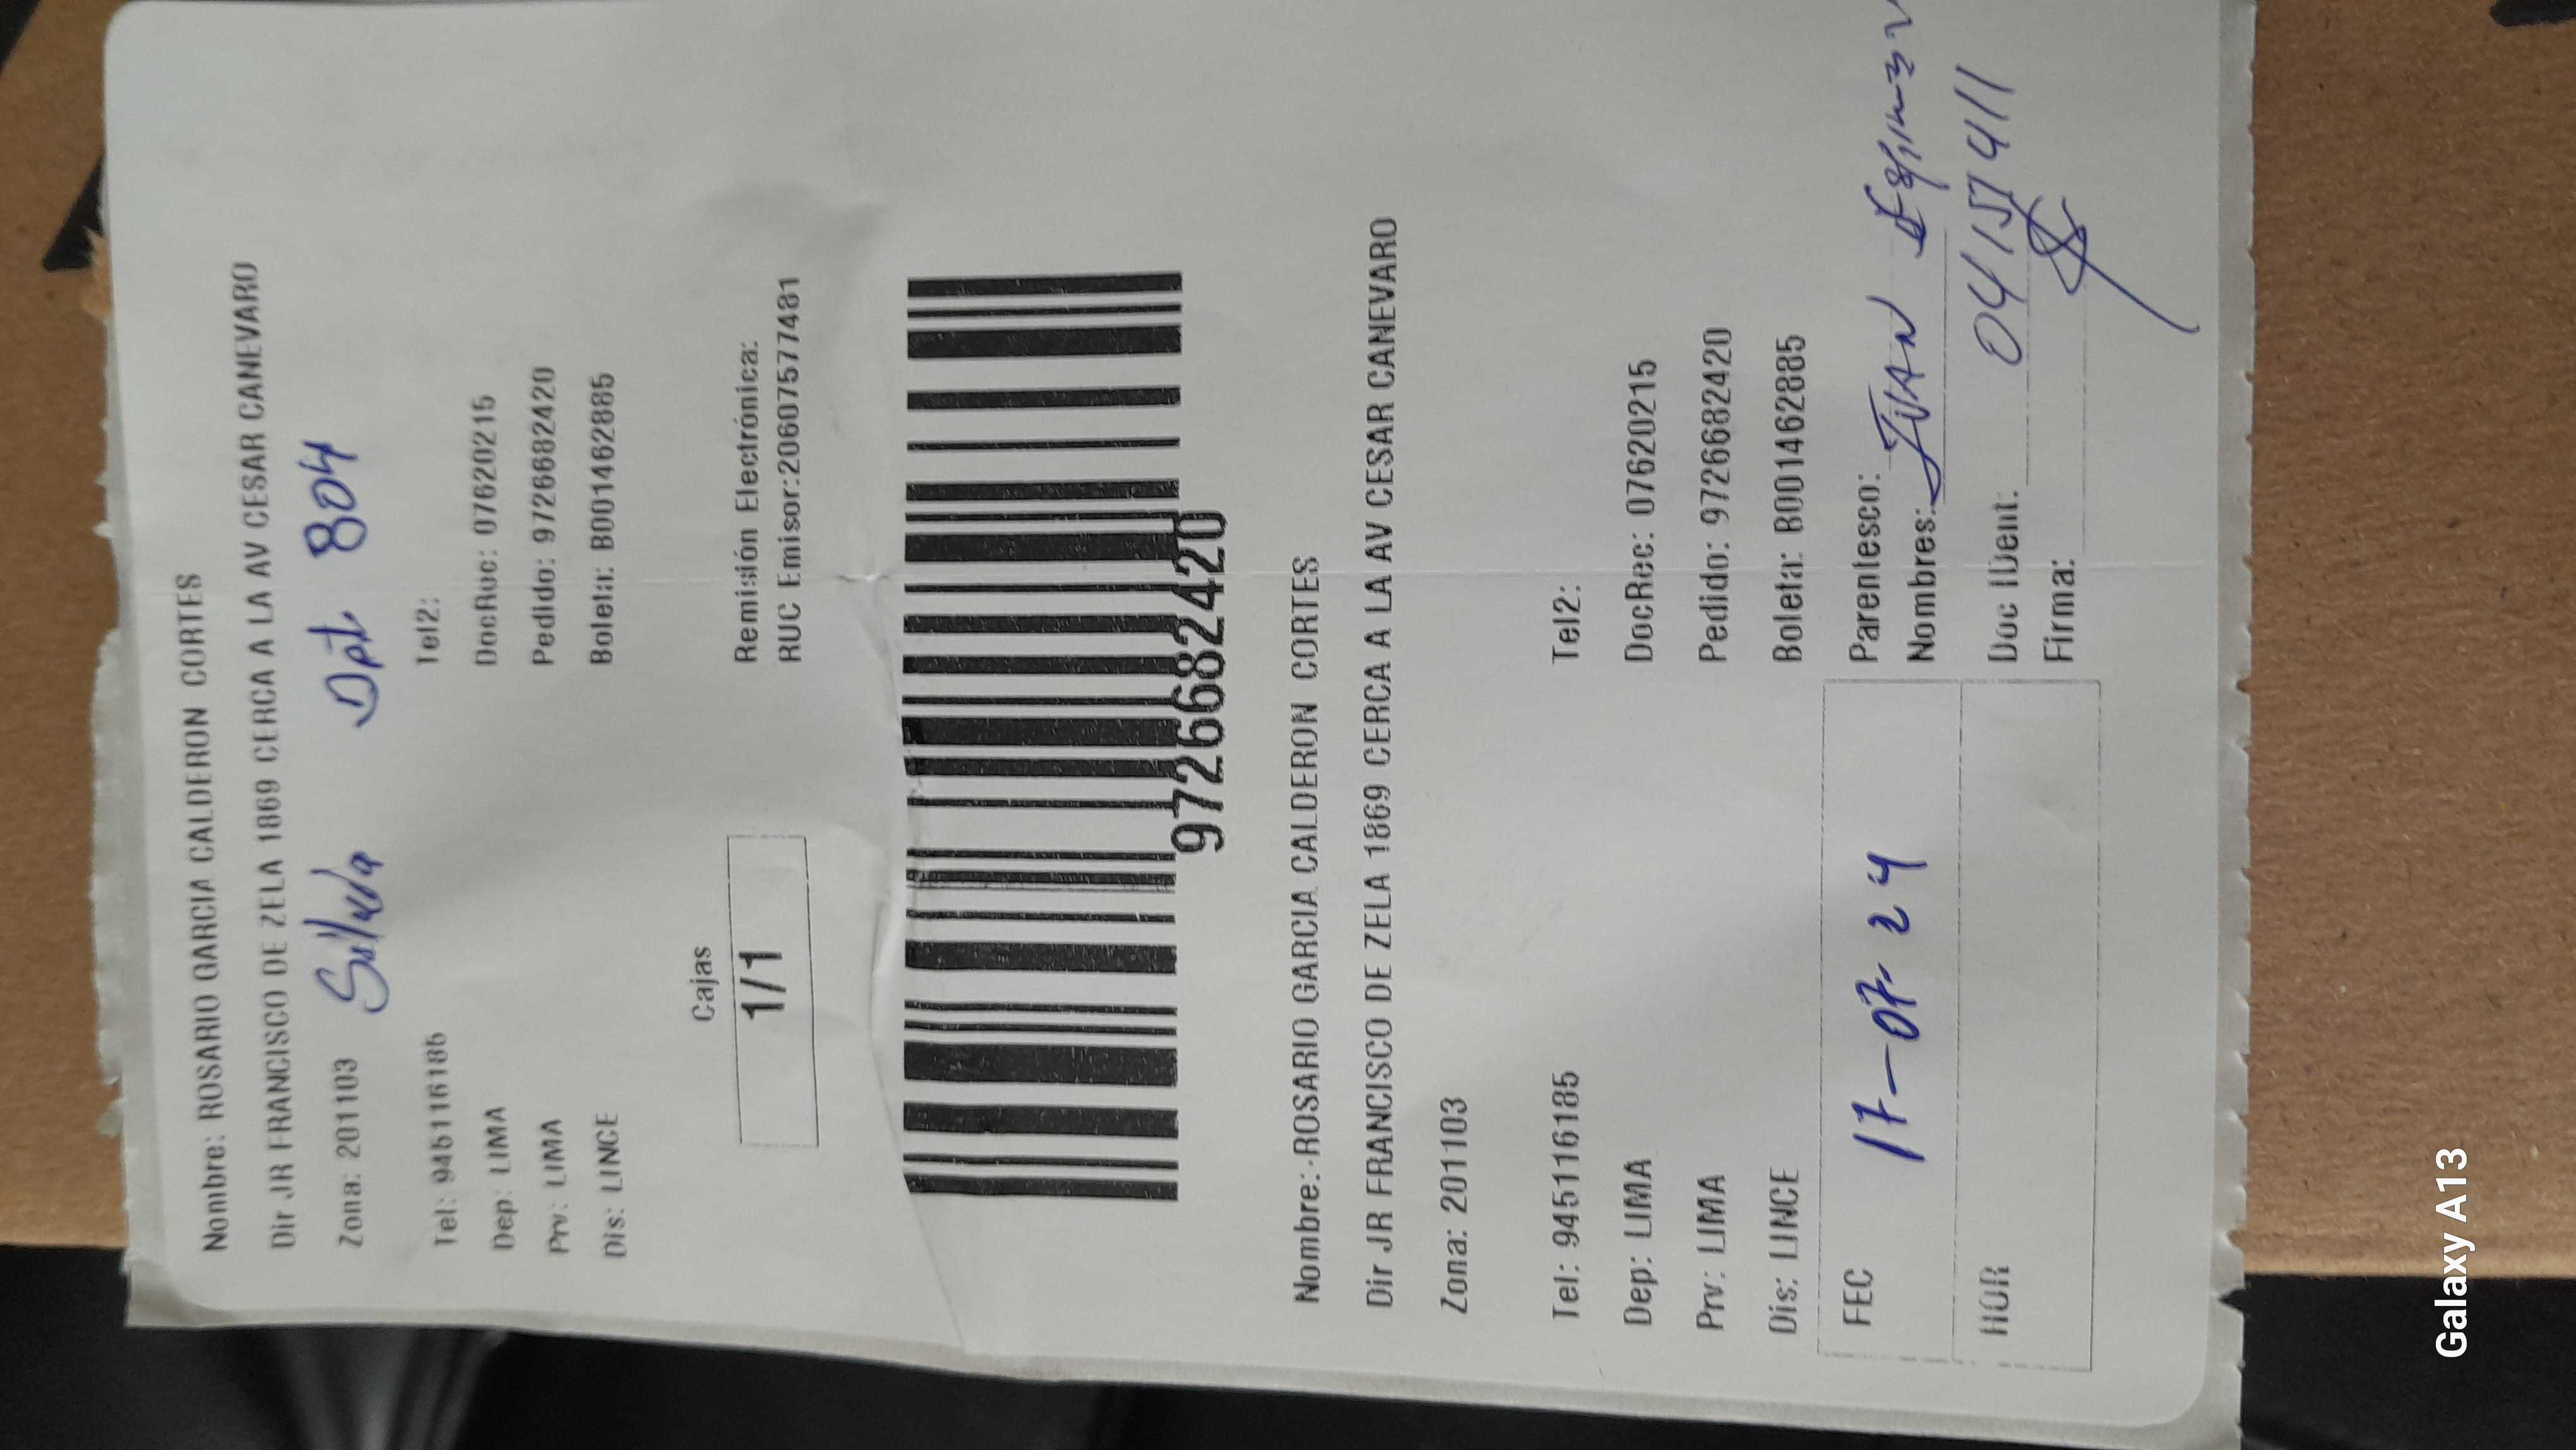 Nombre: ROSARIO GARCIA CALDERON CORTES
Dir JR FRANCISCO DE ZELA 1869 CERCA A LA AV CESAR CANEVARO
Zona: 201103 Dpt. 804
Tel: 945116185 Tel2:
Dep: LIMA DocRuc: 07620215
Prv: LIMA Pedido: 9726682420
Dis: LINCE Boleta: B001462885
Cajas Remisión Electrónica:
1/1 RUC Emisor:20607577481
9726682420
Nombre: ROSARIO GARCIA CALDERON CORTES
Dir JR FRANCISCO DE ZELA 1869 CERCA A LA AV CESAR CANEVARO
Zona: 201103
Tel: 945116185 Tel2:
Dep: LIMA DocRec: 07620215
Prv: LIMA Pedido: 9726682420
Dis: LINCE Boleta: B001462885
FEC 17-07-24 Parentesco:
Nombres: IVAN
HOR Doc IDent. 04157411
Firma:
Galaxy A13